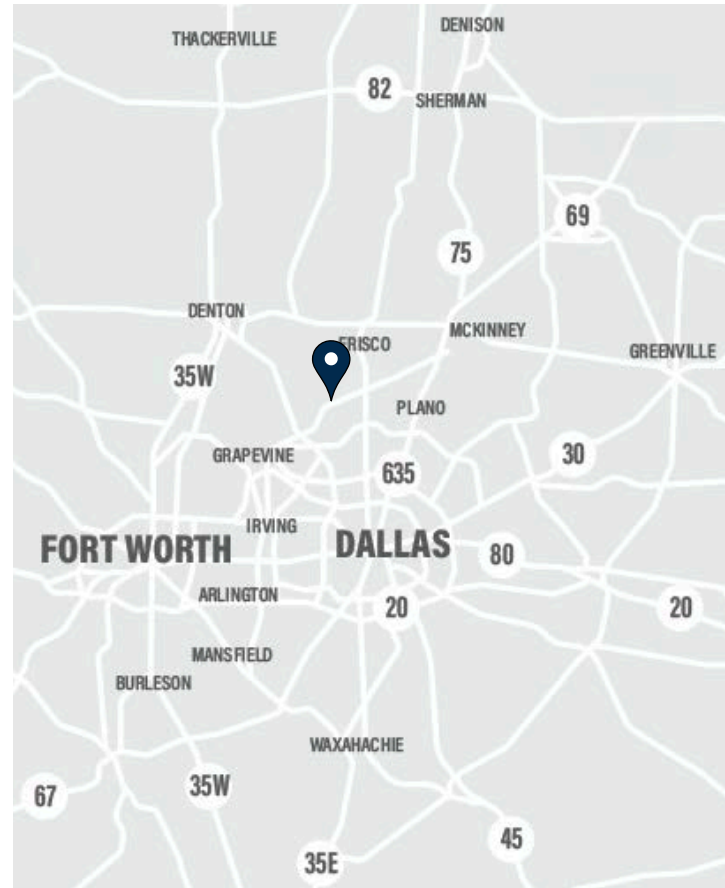 DENISON
THACKERVILLE
82
SHERMAN
69
75
DENTON
MCKINNEY
FRISCO
GREENVILLE
35W
PLANO
GRAPEVINE
30
635
IRVING
FORT WORTH
DALLAS
80
ARLINGTON
20
20
MANSFIELD
BURLESON
WAXAHACHIE
35W
67
45
35E